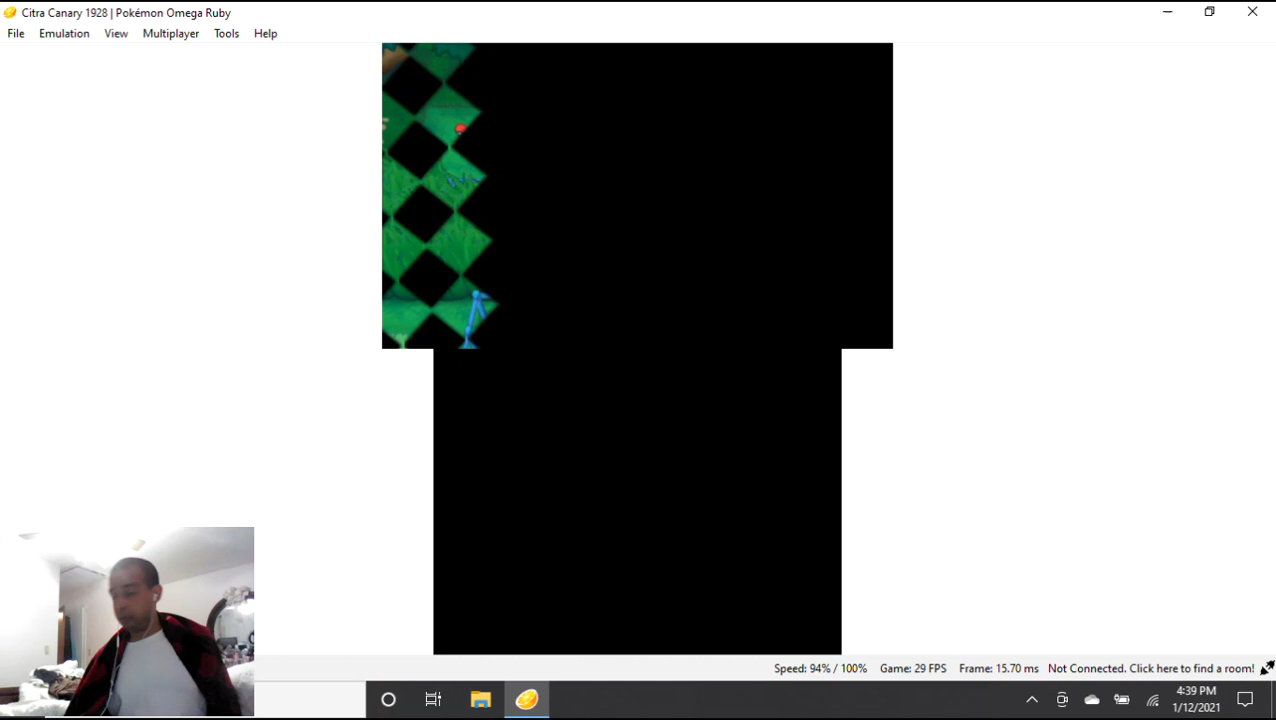 Citra Canary 1928 | Pokémon Omega Ruby
File Emulation View Multiplayer Tools Help
Speed: 94% / 100% Game: 29 FPS Frame: 15.70 ms Not Connected. Click here to find a room!
4:39 PM
1/12/2021